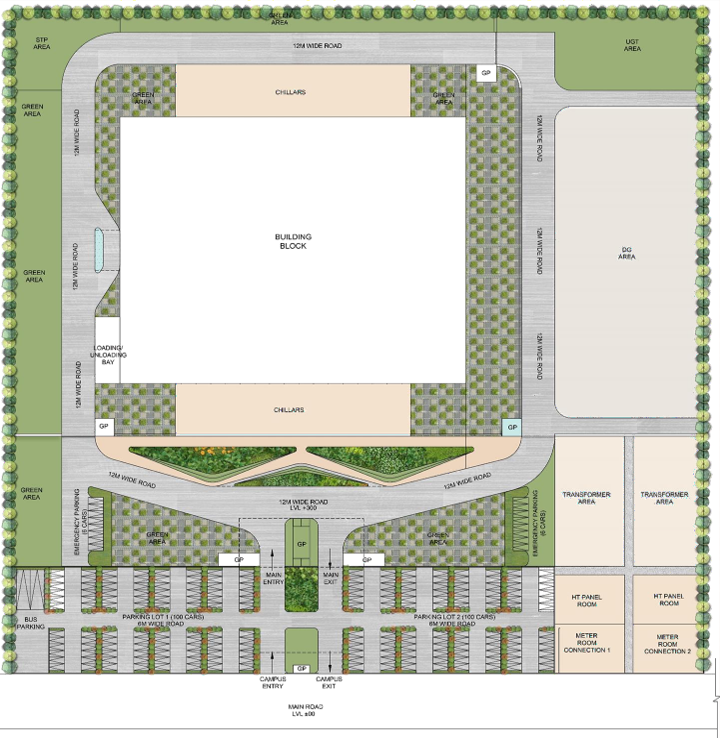 GREEN
AREA
STP
AREA
12M WIDE ROAD
UGT
AREA
GP
CHILLARS
GREEN
AREA
GREEN
AREA
GREEN
AREA
12M WIDE ROAD
12M WIDE ROAD
BUILDING
BLOCK
DG
AREA
12M WIDE ROAD
12M WIDE ROAD
GREEN
AREA
LOADING/
UNLOADING
BAY
12M WIDE ROAD
12M WIDE ROAD
CHILLARS
GP
GP
12M WIDE ROAD
12M WIDE ROAD
GREEN
AREA
12M WIDE ROAD
LVL +300
TRANSFORMER
AREA
TRANSFORMER
AREA
EMERGENCY PARKING
(6 CARS)
EMERGENCY PARKING
(6 CARS)
GREEN
AREA
GP
GREEN
AREA
GP
GP
MAIN
ENTRY
MAIN
EXIT
HT PANEL
ROOM
HT PANEL
ROOM
BUS
PARKING
PARKING LOT 1 (100 CARS)
6M WIDE ROAD
PARKING LOT 2 (100 CARS)
6M WIDE ROAD
METER
ROOM
CONNECTION 1
METER
ROOM
CONNECTION 2
GP
CAMPUS
ENTRY
CAMPUS
EXIT
MAIN ROAD
LVL ±00